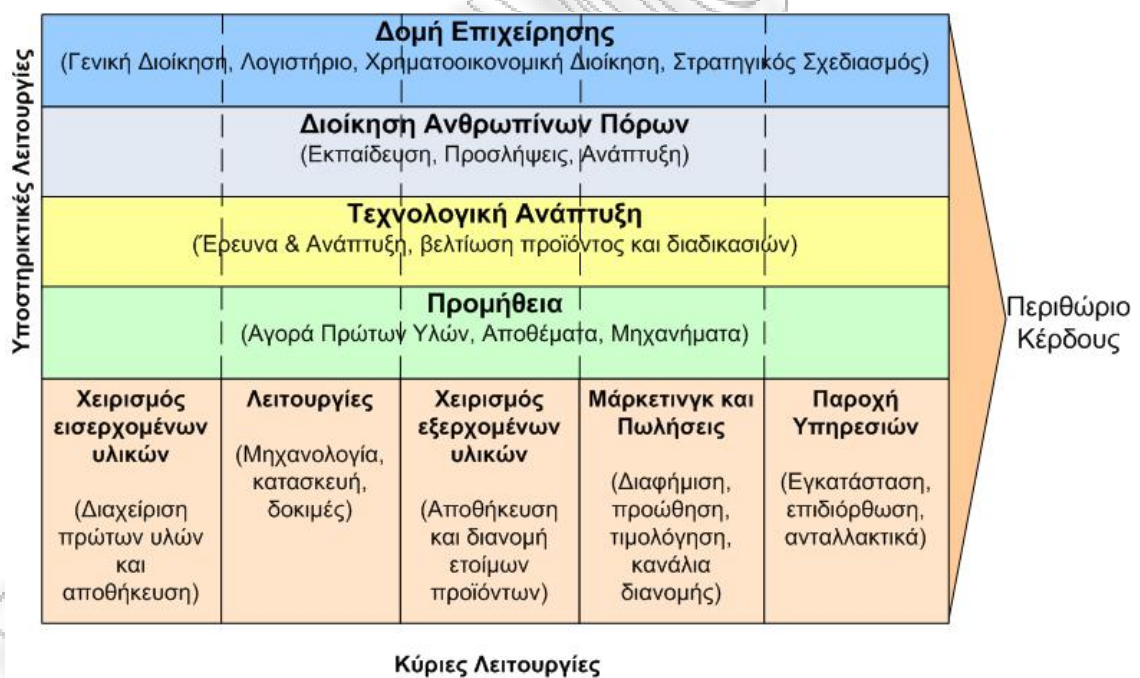 Υποστηρικτικές Λειτουργίες
Δομή Επιχείρησης
(Γενική Διοίκηση, Λογιστήριο, Χρηματοοικονομική Διοίκηση, Στρατηγικός Σχεδιασμός)
Διοίκηση Ανθρωπίνων Πόρων
(Εκπαίδευση, Προσλήψεις, Ανάπτυξη)
Τεχνολογική Ανάπτυξη
(Έρευνα & Ανάπτυξη, βελτίωση προϊόντος και διαδικασιών)
Προμήθεια
(Αγορά Πρώτων Υλών, Αποθέματα, Μηχανήματα)
Χειρισμός
εισερχομένων
υλικών
(Διαχείριση
πρώτων υλών
και
αποθήκευση)
Λειτουργίες
(Μηχανολογία,
κατασκευή,
δοκιμές)
Χειρισμός
εξερχομένων
υλικών
(Αποθήκευση
και διανομή
ετοίμων
προϊόντων)
Μάρκετινγκ και
Πωλήσεις
(Διαφήμιση,
προώθηση,
τιμολόγηση,
κανάλια
διανομής)
Παροχή
Υπηρεσιών
(Εγκατάσταση,
επιδιόρθωση,
ανταλλακτικά)
Περιθώριο
Κέρδους
Κύριες Λειτουργίες